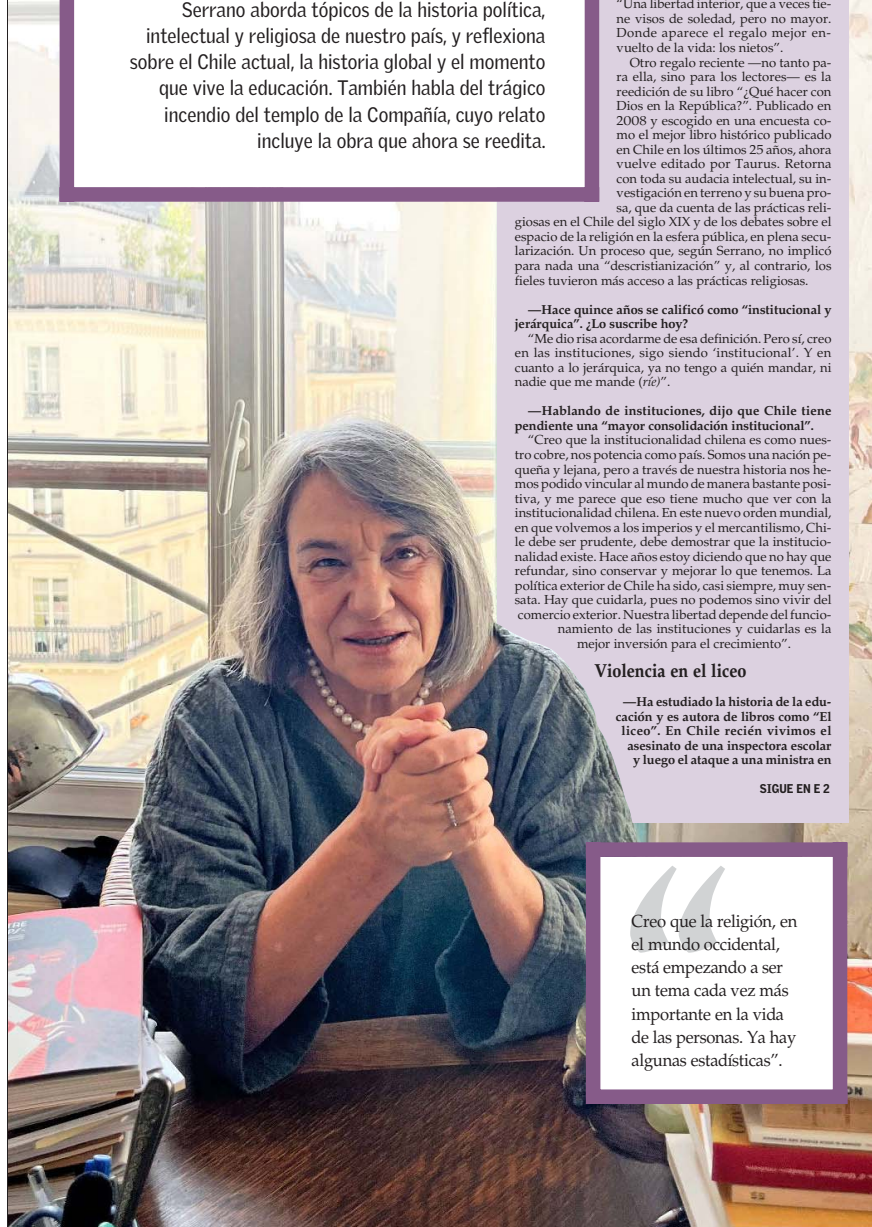 Serrano aborda tópicos de la historia política,
intelectual y religiosa de nuestro país, y reflexiona
sobre el Chile actual, la historia global y el momento
que vive la educación. También habla del trágico
incendio del templo de la Compañía, cuyo relato
incluye la obra que ahora se reedita.
“Una libertad interior, que a veces tie-
ne visos de soledad, pero no mayor.
Donde aparece el regalo mejor en-
vuelto de la vida: los nietos”.
Otro regalo reciente —no tanto pa-
ra ella, sino para los lectores— es la
reedición de su libro “¿Qué hacer con
Dios en la República?”. Publicado en
2008 y escogido en una encuesta co-
mo el mejor libro histórico publicado
en Chile en los últimos 25 años, ahora
vuelve editado por Taurus. Retorna
con toda su audacia intelectual, su in-
vestigación en terreno y su buena pro-
sa, que da cuenta de las prácticas reli-
giosas en el Chile del siglo XIX y de los debates sobre el
espacio de la religión en la esfera pública, en plena secu-
larización. Un proceso que, según Serrano, no implicó
para nada una “descristianización” y, al contrario, los
fieles tuvieron más acceso a las prácticas religiosas.
—Hace quince años se calificó como “institucional y
jerárquica”. ¿Lo suscribe hoy?
“Me dio risa acordarme de esa definición. Pero sí, creo
en las instituciones, sigo siendo ‘institucional’. Y en
cuanto a lo jerárquica, ya no tengo a quién mandar, ni
nadie que me mande (ríe)”.
—Hablando de instituciones, dijo que Chile tiene
pendiente una “mayor consolidación institucional”.
“Creo que la institucionalidad chilena es como nues-
tro cobre, nos potencia como país. Somos una nación pe-
queña y lejana, pero a través de nuestra historia nos he-
mos podido vincular al mundo de manera bastante posi-
tiva, y me parece que eso tiene mucho que ver con la
institucionalidad chilena. En este nuevo orden mundial,
en que volvemos a los imperios y el mercantilismo, Chi-
le debe ser prudente, debe demostrar que la institucio-
nalidad existe. Hace años estoy diciendo que no hay que
refundar, sino conservar y mejorar lo que tenemos. La
política exterior de Chile ha sido, casi siempre, muy sen-
sata. Hay que cuidarla, pues no podemos sino vivir del
comercio exterior. Nuestra libertad depende del funcio-
namiento de las instituciones y cuidarlas es la
mejor inversión para el crecimiento”.
Violencia en el liceo
—Ha estudiado la historia de la edu-
cación y es autora de libros como “El
liceo”. En Chile recién vivimos el
asesinato de una inspectora escolar
y luego el ataque a una ministra en
SIGUE EN E 2
“
Creo que la religión, en
el mundo occidental,
está empezando a ser
un tema cada vez más
importante en la vida
de las personas. Ya hay
algunas estadísticas”.